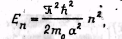 Eₙ = π²ħ² / 2m₀a² n²,